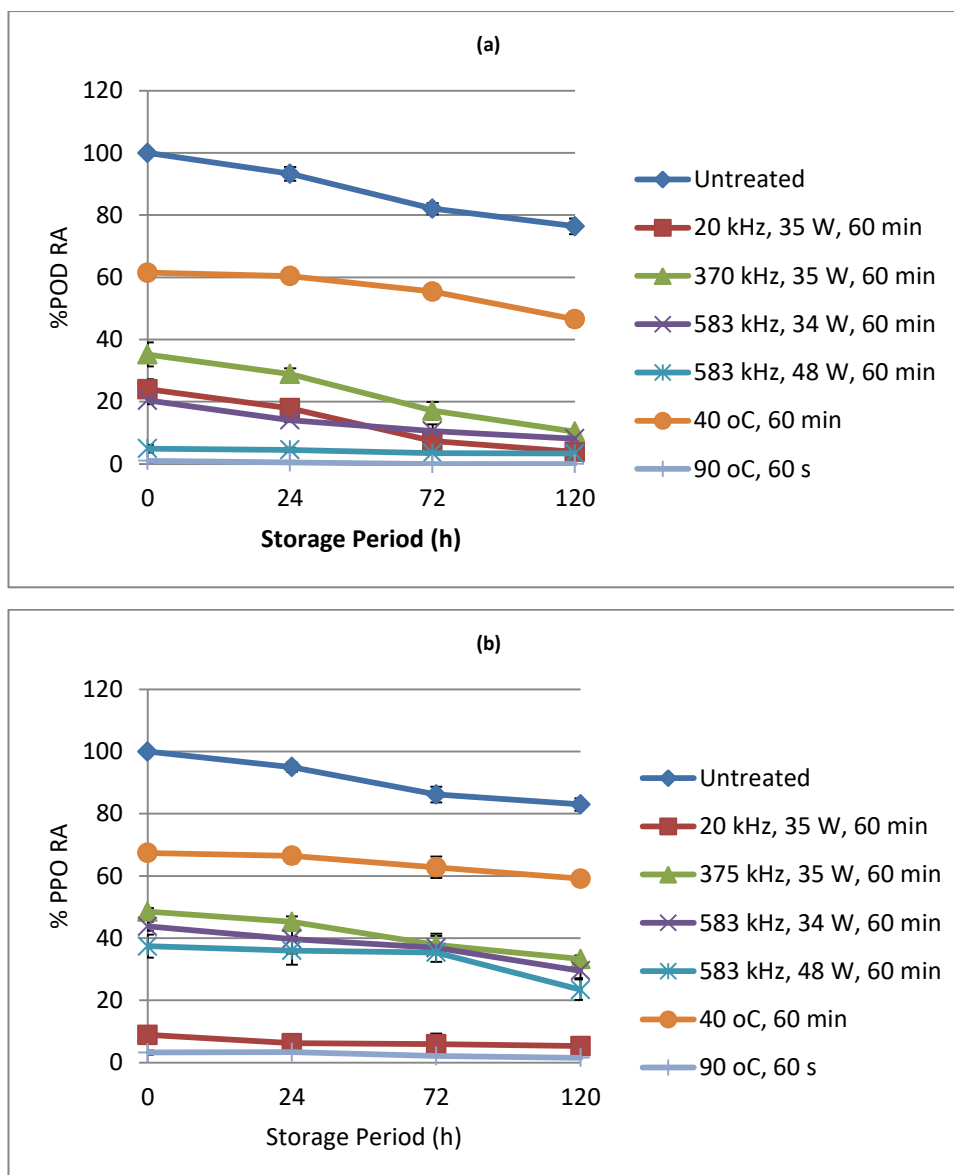 (a)
120
100
80
60
40
20
0
%POD RA
0 24 72 120
Storage Period (h)
Untreated
20 kHz, 35 W, 60 min
370 kHz, 35 W, 60 min
583 kHz, 34 W, 60 min
583 kHz, 48 W, 60 min
40 oC, 60 min
90 oC, 60 s
(b)
120
100
80
60
40
20
0
% PPO RA
0 24 72 120
Storage Period (h)
Untreated
20 kHz, 35 W, 60 min
375 kHz, 35 W, 60 min
583 kHz, 34 W, 60 min
583 kHz, 48 W, 60 min
40 oC, 60 min
90 oC, 60 s